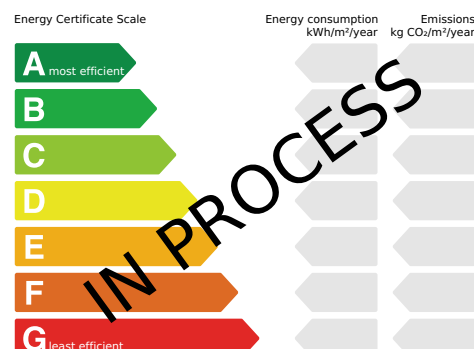 Energy Certificate Scale
Energy consumption
kWh/m²/year
Emissions
kg CO₂/m²/year
A most efficient
B
C
D
E
F
G least efficient
IN PROCESS